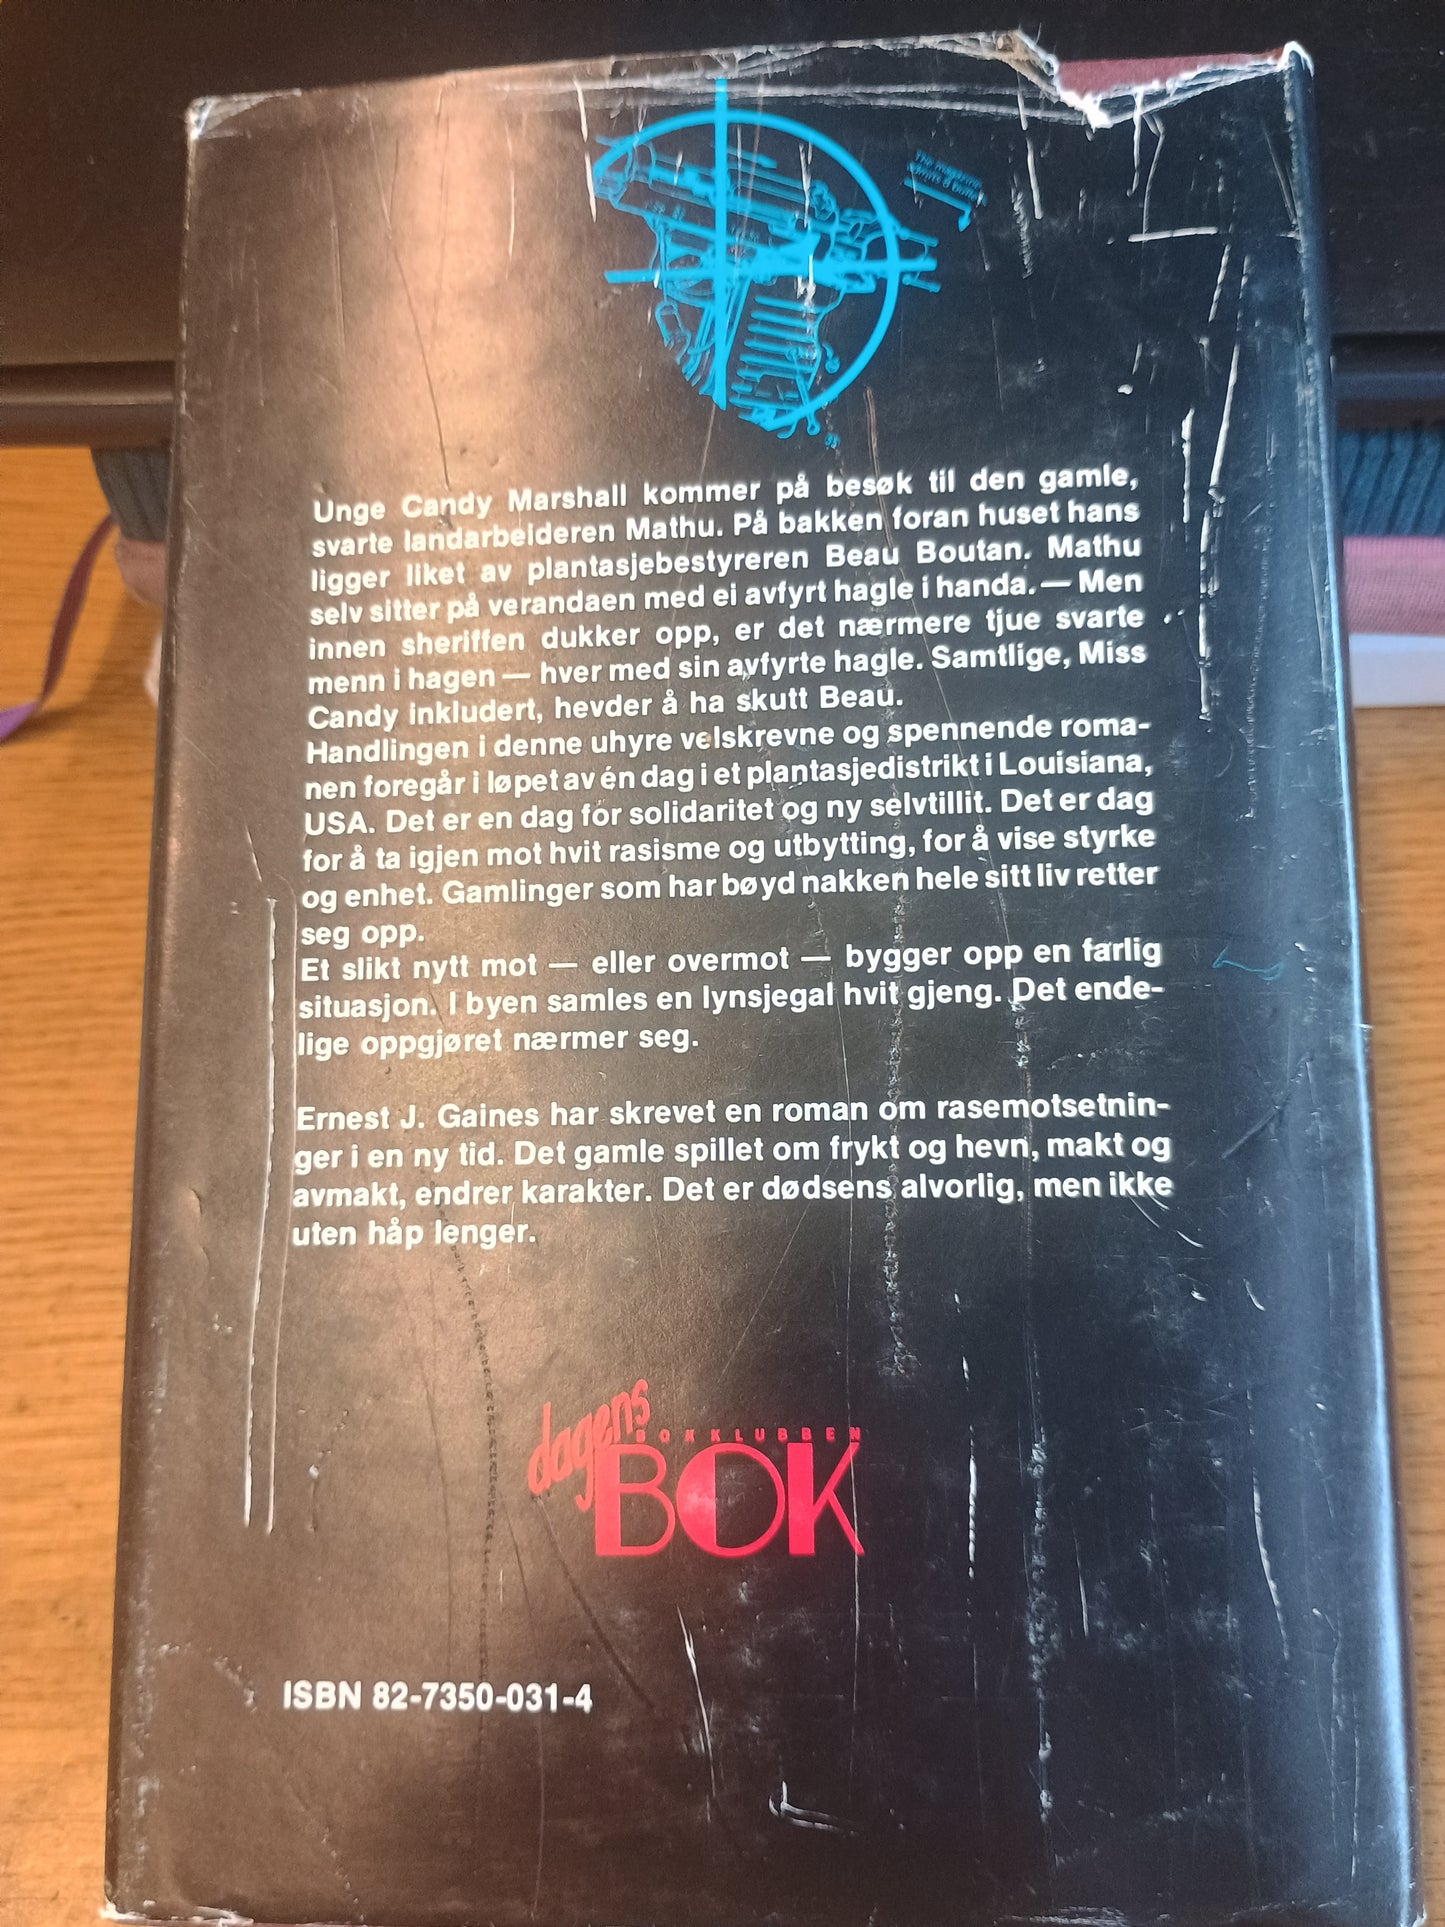 The magazine
Unge Candy Marshall kommer på besøk til den gamle,
svarte landarbeideren Mathu. På bakken foran huset hans
ligger liket av plantasjebestyreren Beau Boutan. Mathu
selv sitter på verandaen med ei avfyrt hagle i handa. — Men
innen sheriffen dukker opp, er det nærmere tjue svarte
menn i hagen — hver med sin avfyrte hagle. Samtlige, Miss
Candy inkludert, hevder å ha skutt Beau.
Handlingen i denne uhyre velskrevne og spennende roma-
nen foregår i løpet av én dag i et plantasjedistrikt i Louisiana,
USA. Det er en dag for solidaritet og ny selvtillit. Det er dag
for å ta igjen mot hvit rasisme og utbytting, for å vise styrke
og enhet. Gamlinger som har bøyd nakken hele sitt liv retter
seg opp.
Et slikt nytt mot — eller overmot — bygger opp en farlig
situasjon. I byen samles en lynsjegal hvit gjeng. Det ende-
lige oppgjøret nærmer seg.
Ernest J. Gaines har skrevet en roman om rasemotsetnin-
ger i en ny tid. Det gamle spillet om frykt og hevn, makt og
avmakt, endrer karakter. Det er dødsens alvorlig, men ikke
uten håp lenger.
dagens
BOKKLUBBEN
BOK
ISBN 82-7350-031-4